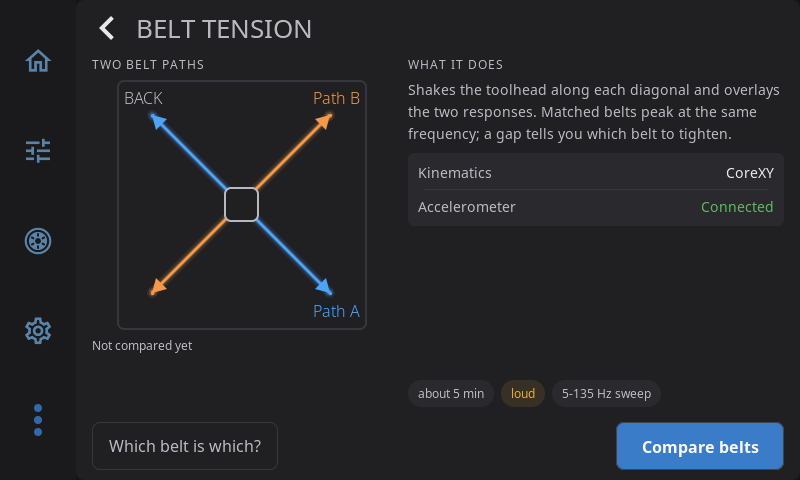 BELT TENSION
TWO BELT PATHS
BACK
Path B
Path A
Not compared yet
Which belt is which?
WHAT IT DOES
Shakes the toolhead along each diagonal and overlays
the two responses. Matched belts peak at the same
frequency; a gap tells you which belt to tighten.
Kinematics CoreXY
Accelerometer Connected
about 5 min loud 5-135 Hz sweep
Compare belts